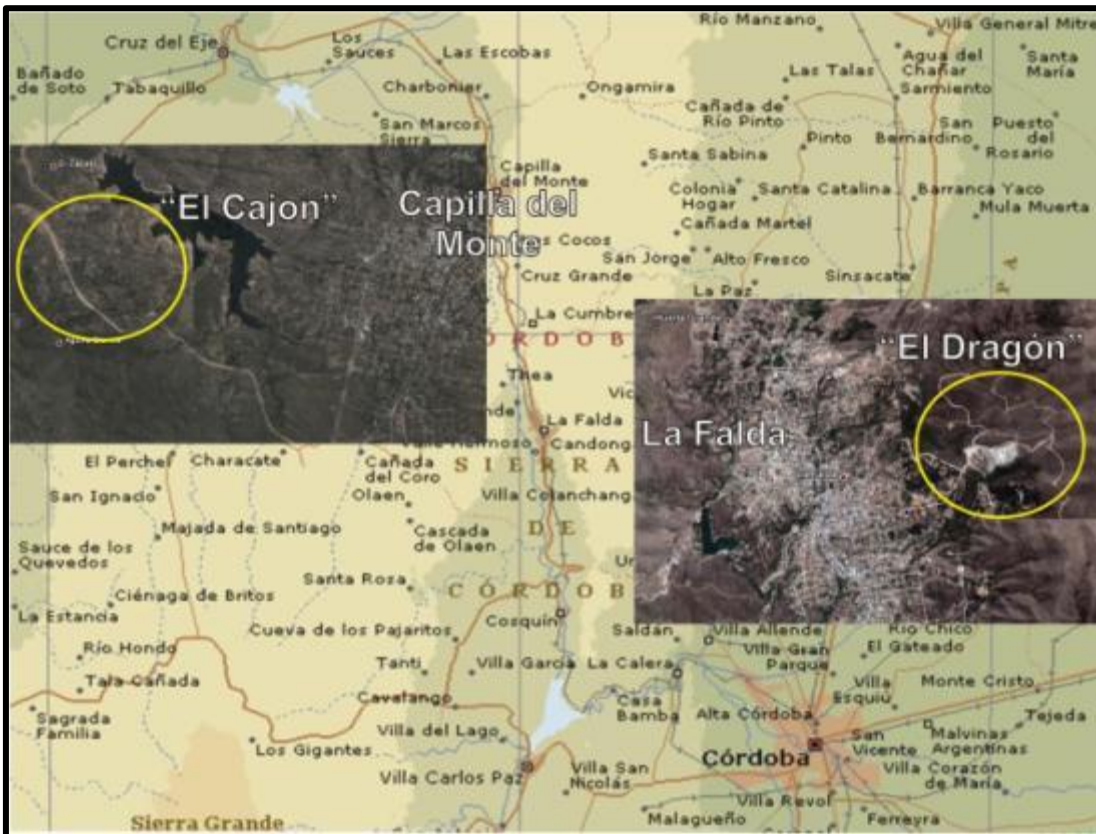 Río Manzano
Villa General Mitre
Cruz del Eje
Los
Sauces
Las Escobas
Agua del
Chañar
Santa
María
Bañado
de Soto
Tabaquillo
Charbonier
Ongamira
Las Talas
Sarmiento
Cañada de
Río Pinto
San Marcos
Sierra
Pinto
San
Bernardino
Puesto
del
Rosario
Santa Sabina
Capilla
del Monte
Colonia
Hogar
Santa Catalina
Barranca Yaco
"El Cajon"
Capilla del
Monte
Cañada Martel
Mula Muerta
Cocos
San Jorge
Alto Fresco
Cruz Grande
Sinsacate
La Paz
La Cumbre
"El Dragón"
Thea
La Falda
La Falda
Hermoso
Candong
El Perchel
Characate
Cañada
del Coro
SIERRA
San Ignacio
Olaen
Villa Colanchang
Majada de Santiago
Cascada
de Olaen
DE
Sauce de los
Quevedos
Santa Rosa
CÓRDOB
Ciénaga de Britos
La Estancia
Cosquín
Cueva de los Pajaritos
Saldán
Villa Allende
Río Chico
Río Hondo
Villa Gran
Parque
El Gateado
Tanti
Villa García
La Calera
Tala Cañada
Villa
Esquiú
Monte Cristo
Cavalango
Casa
Bamba
Sagrada
Familia
Alta Córdoba
Tejeda
Villa del Lago
San
Vicente
Malvinas
Argentinas
Los Gigantes
Córdoba
Villa Carlos Paz
Villa San
Nicolás
Villa Corazón
de María
Villa Revol
Sierra Grande
Malagueño
Ferreyra